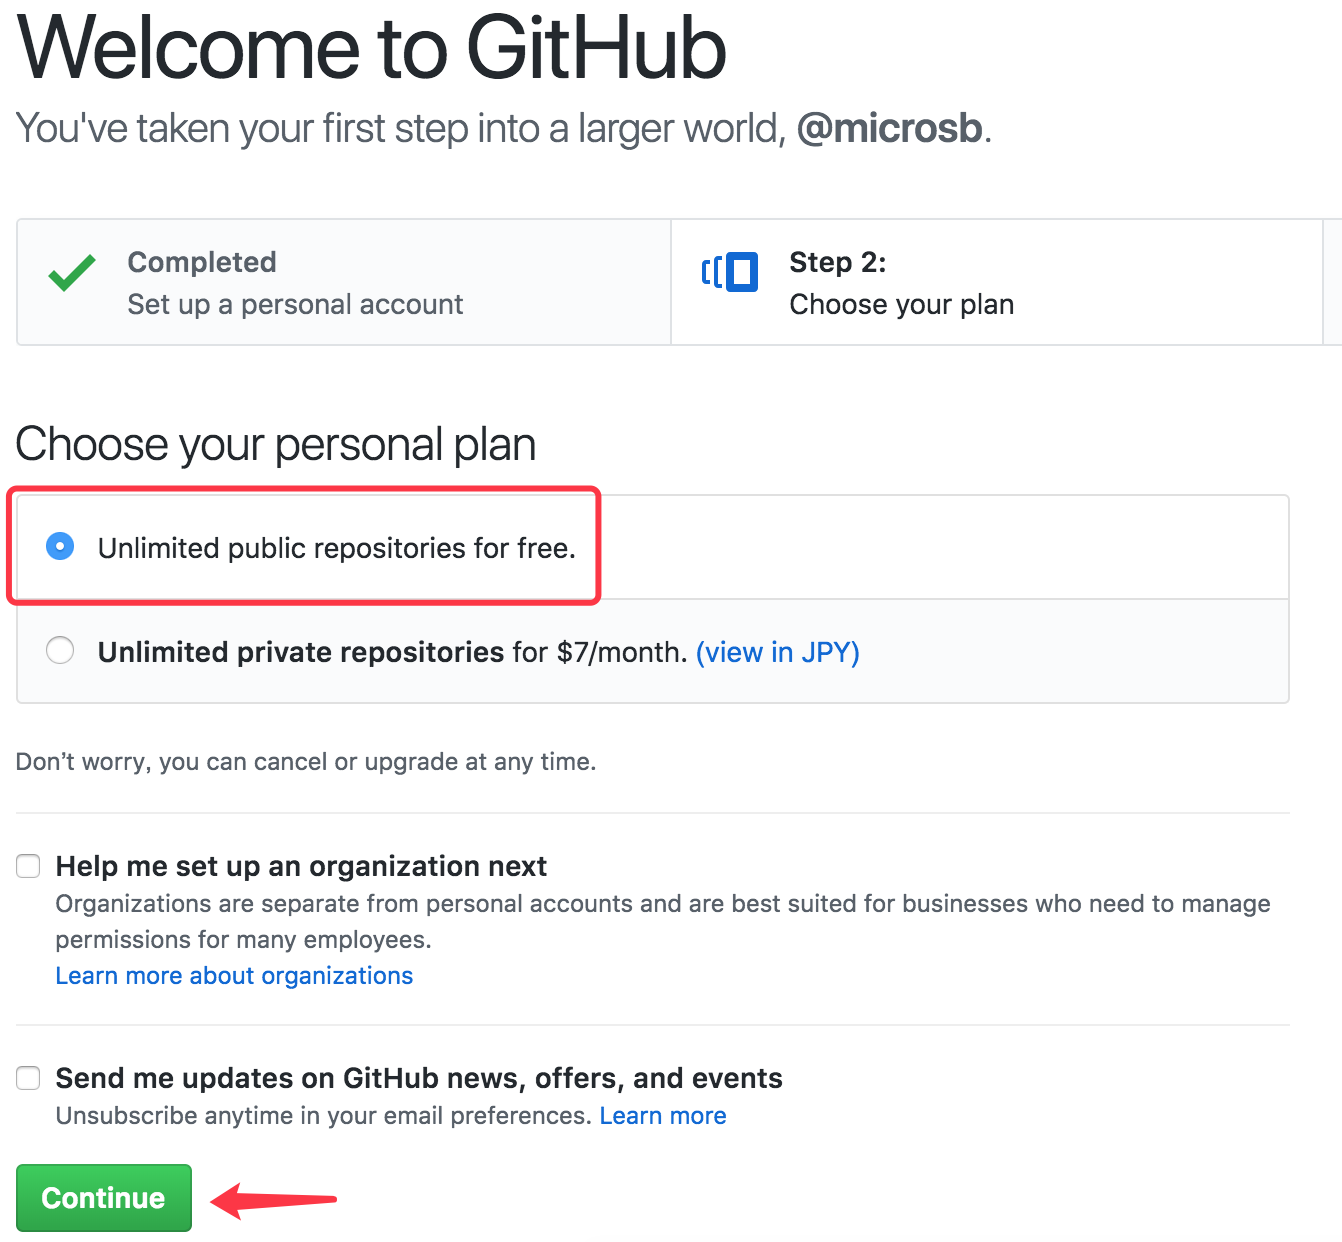 Welcome to GitHub
You've taken your first step into a larger world, @microsb.
Completed
Set up a personal account
Step 2:
Choose your plan
Choose your personal plan
Unlimited public repositories for free.
Unlimited private repositories for $7/month. (view in JPY)
Don’t worry, you can cancel or upgrade at any time.
Help me set up an organization next
Organizations are separate from personal accounts and are best suited for businesses who need to manage
permissions for many employees.
Learn more about organizations
Send me updates on GitHub news, offers, and events
Unsubscribe anytime in your email preferences. Learn more
Continue